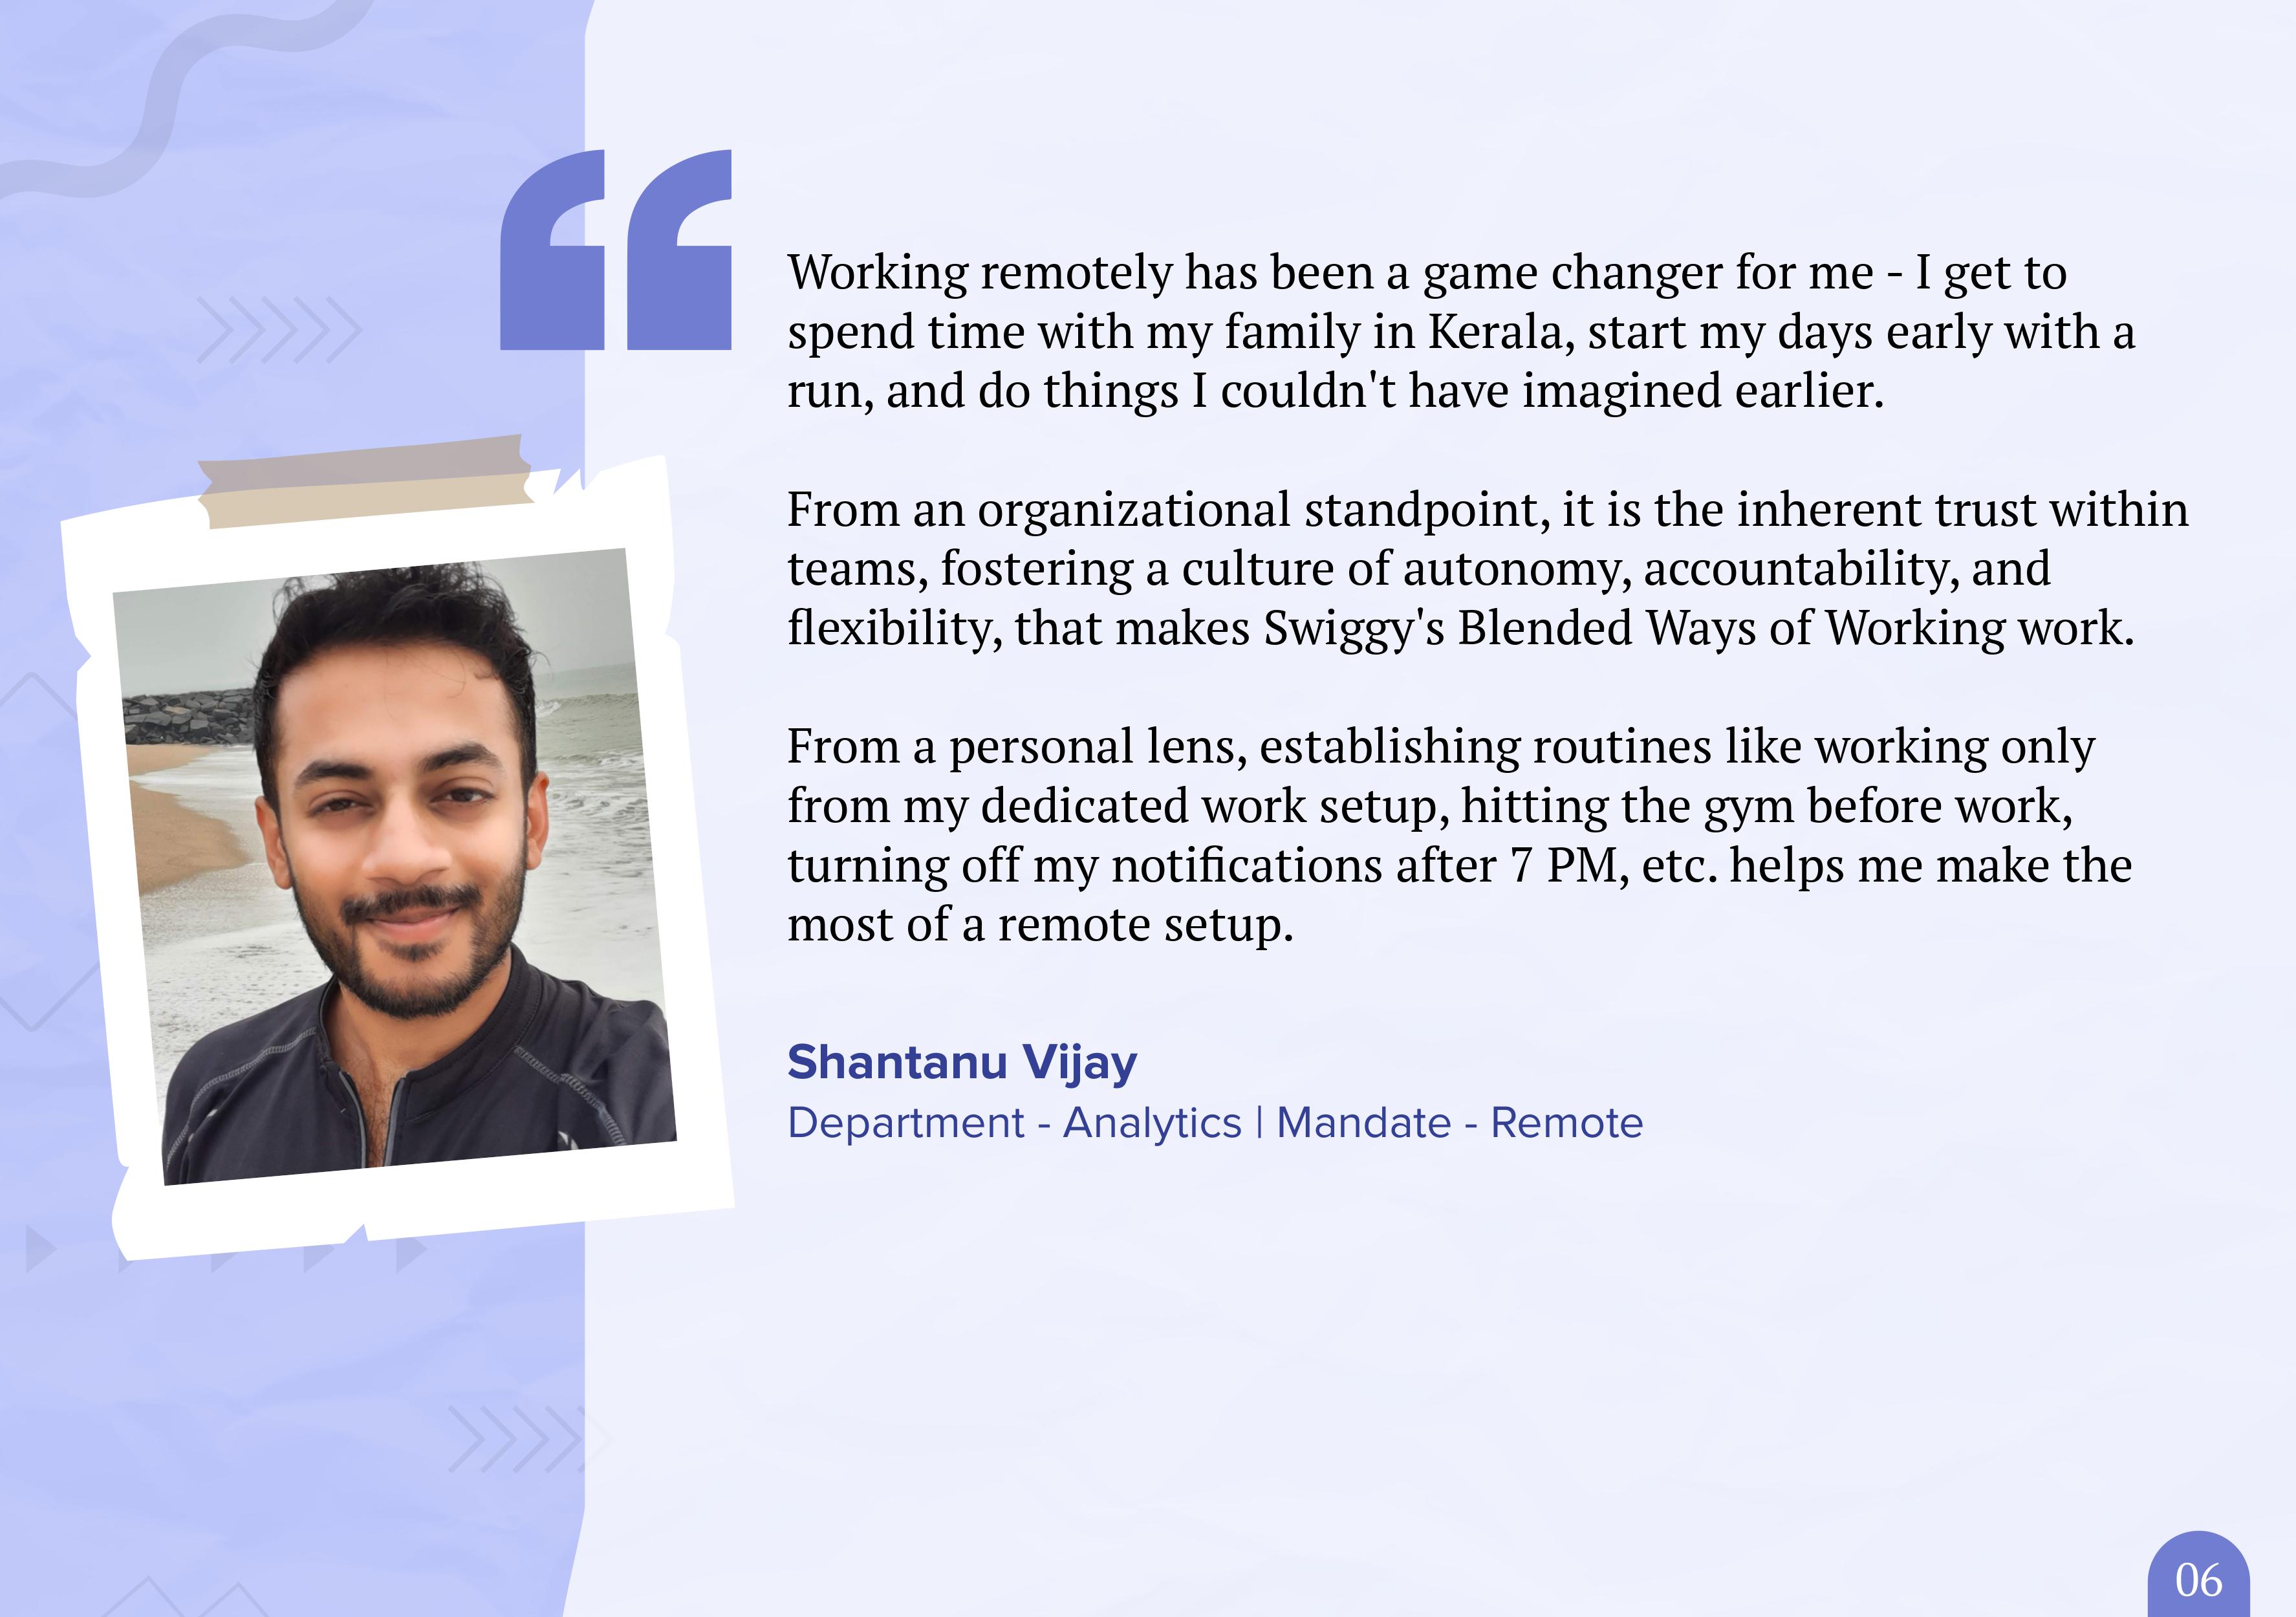 Working remotely has been a game changer for me - I get to
spend time with my family in Kerala, start my days early with a
run, and do things I couldn't have imagined earlier.
From an organizational standpoint, it is the inherent trust within
teams, fostering a culture of autonomy, accountability, and
flexibility, that makes Swiggy's Blended Ways of Working work.
From a personal lens, establishing routines like working only
from my dedicated work setup, hitting the gym before work,
turning off my notifications after 7 PM, etc. helps me make the
most of a remote setup.
Shantanu Vijay
Department - Analytics | Mandate - Remote
06